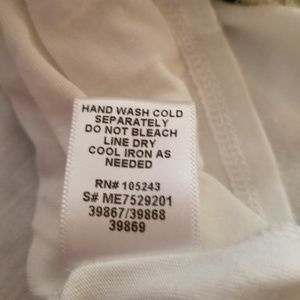 HAND WASH COLD
SEPARATELY
DO NOT BLEACH
LINE DRY
COOL IRON AS
NEEDED
RN# 105243
S# ME7529201
39867/39868
39869